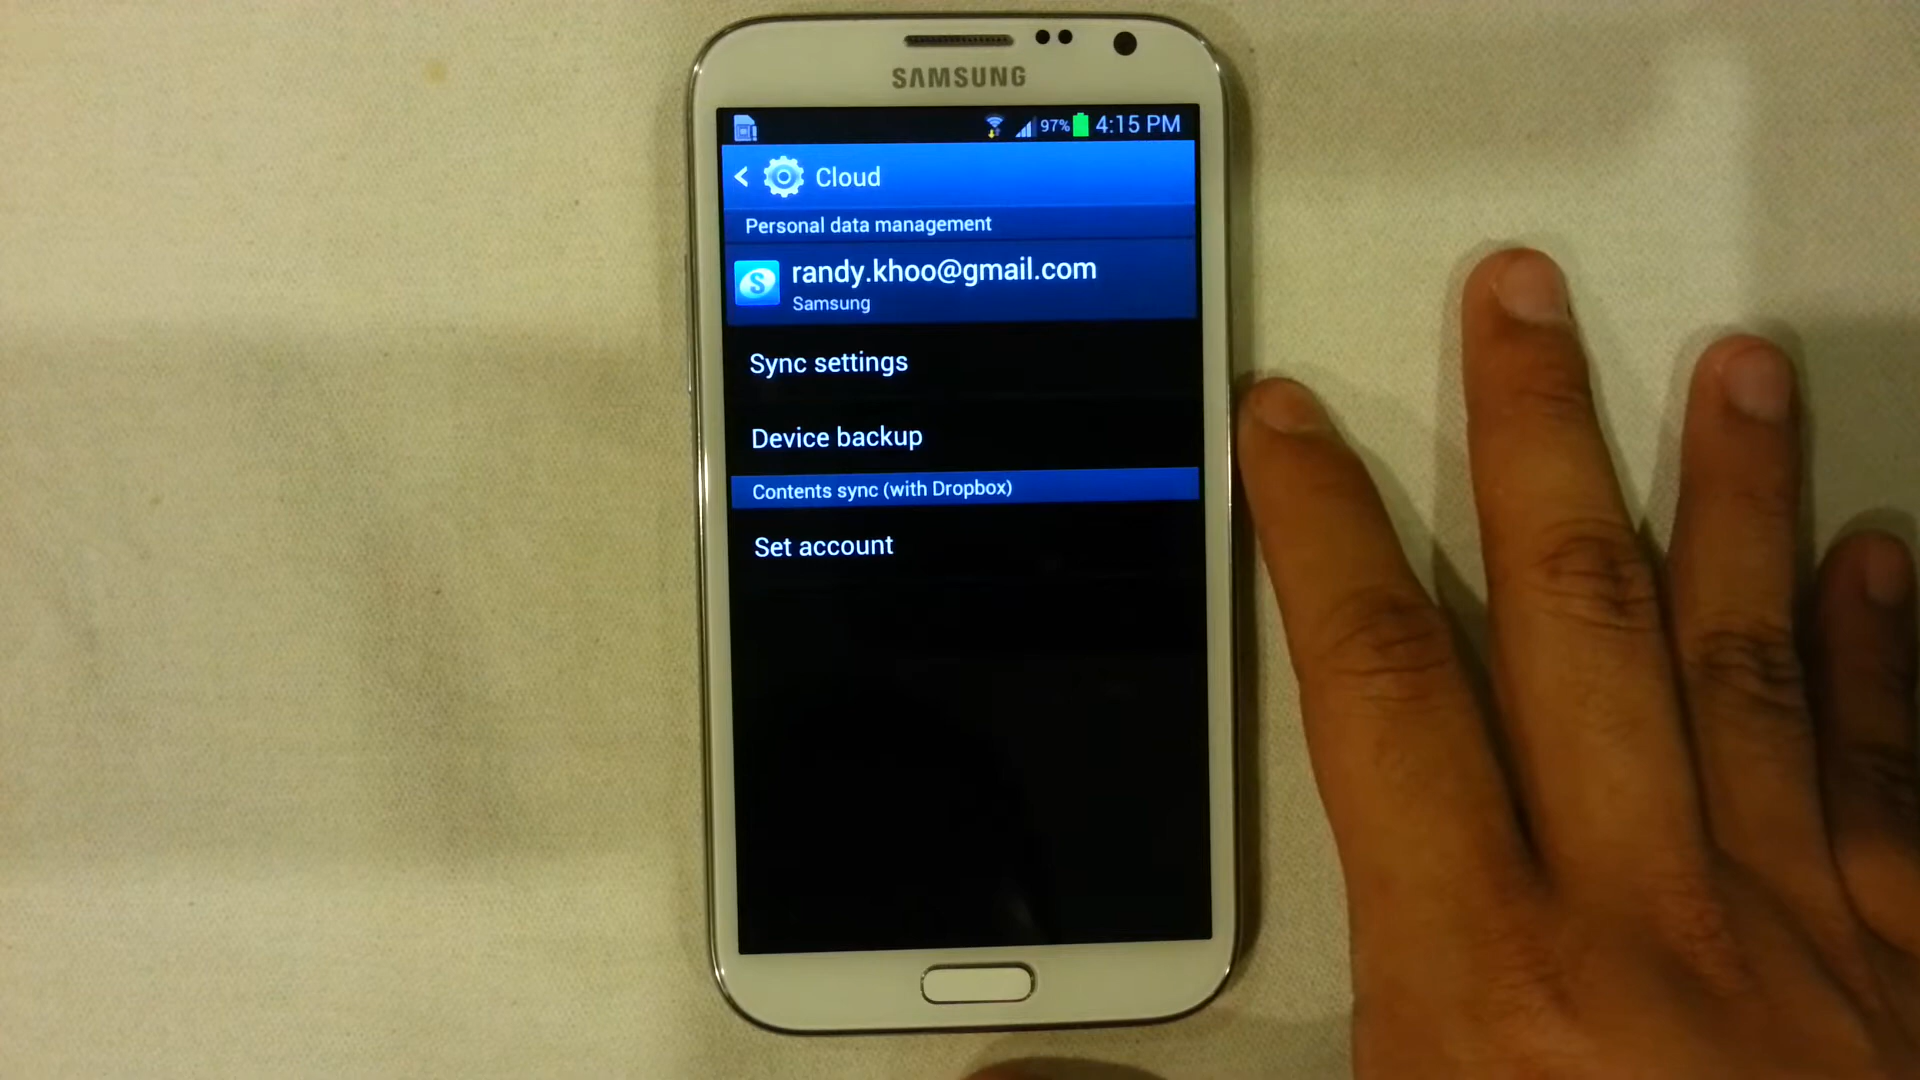 SAMSUNG
97% 4:15 PM
Cloud
Personal data management
randy.khoo@gmail.com
Samsung
Sync settings
Device backup
Contents sync (with Dropbox)
Set account